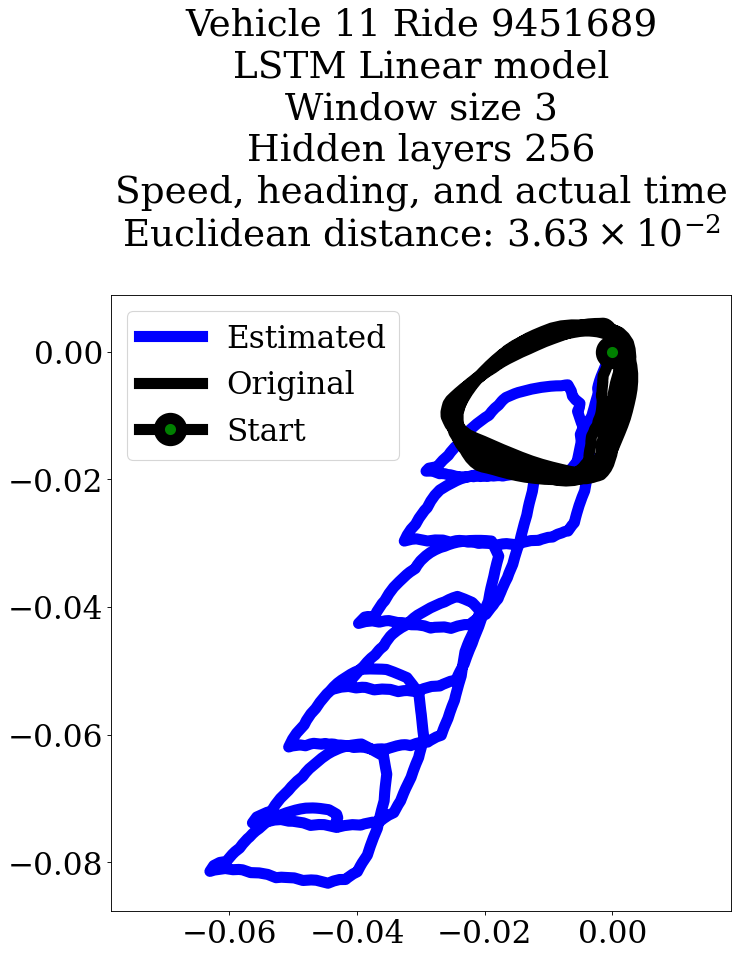 Vehicle 11 Ride 9451689
LSTM Linear model
Window size 3
Hidden layers 256
Speed, heading, and actual time
Euclidean distance: 3.63 × 10⁻²
Estimated
Original
Start
0.00
−0.02
−0.04
−0.06
−0.08
−0.06 −0.04 −0.02 0.00